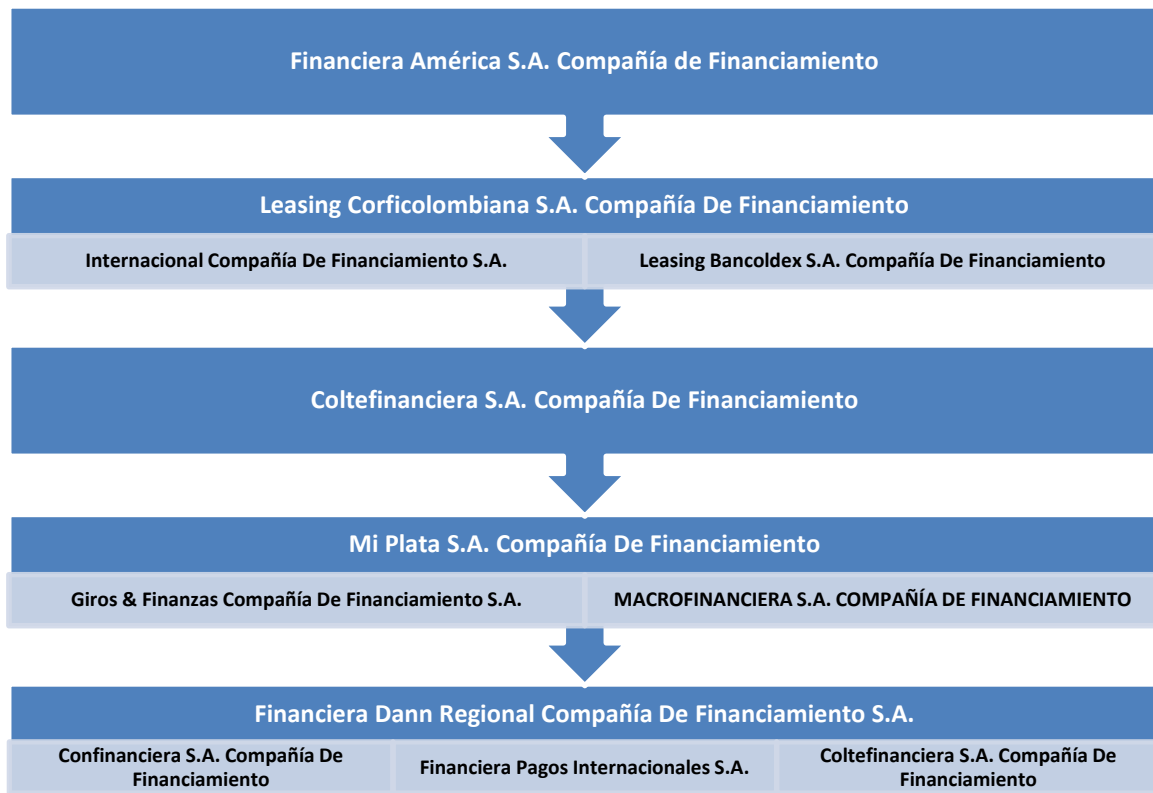 Financiera América S.A. Compañía de Financiamiento
Leasing Corficolombiana S.A. Compañía De Financiamiento
Internacional Compañía De Financiamiento S.A.
Leasing Bancoldex S.A. Compañía De Financiamiento
Coltefinanciera S.A. Compañía De Financiamiento
Mi Plata S.A. Compañía De Financiamiento
Giros & Finanzas Compañía De Financiamiento S.A.
MACROFINANCIERA S.A. COMPAÑÍA DE FINANCIAMIENTO
Financiera Dann Regional Compañía De Financiamiento S.A.
Confinanciera S.A. Compañía De
Financiamiento
Financiera Pagos Internacionales S.A.
Coltefinanciera S.A. Compañía De
Financiamiento